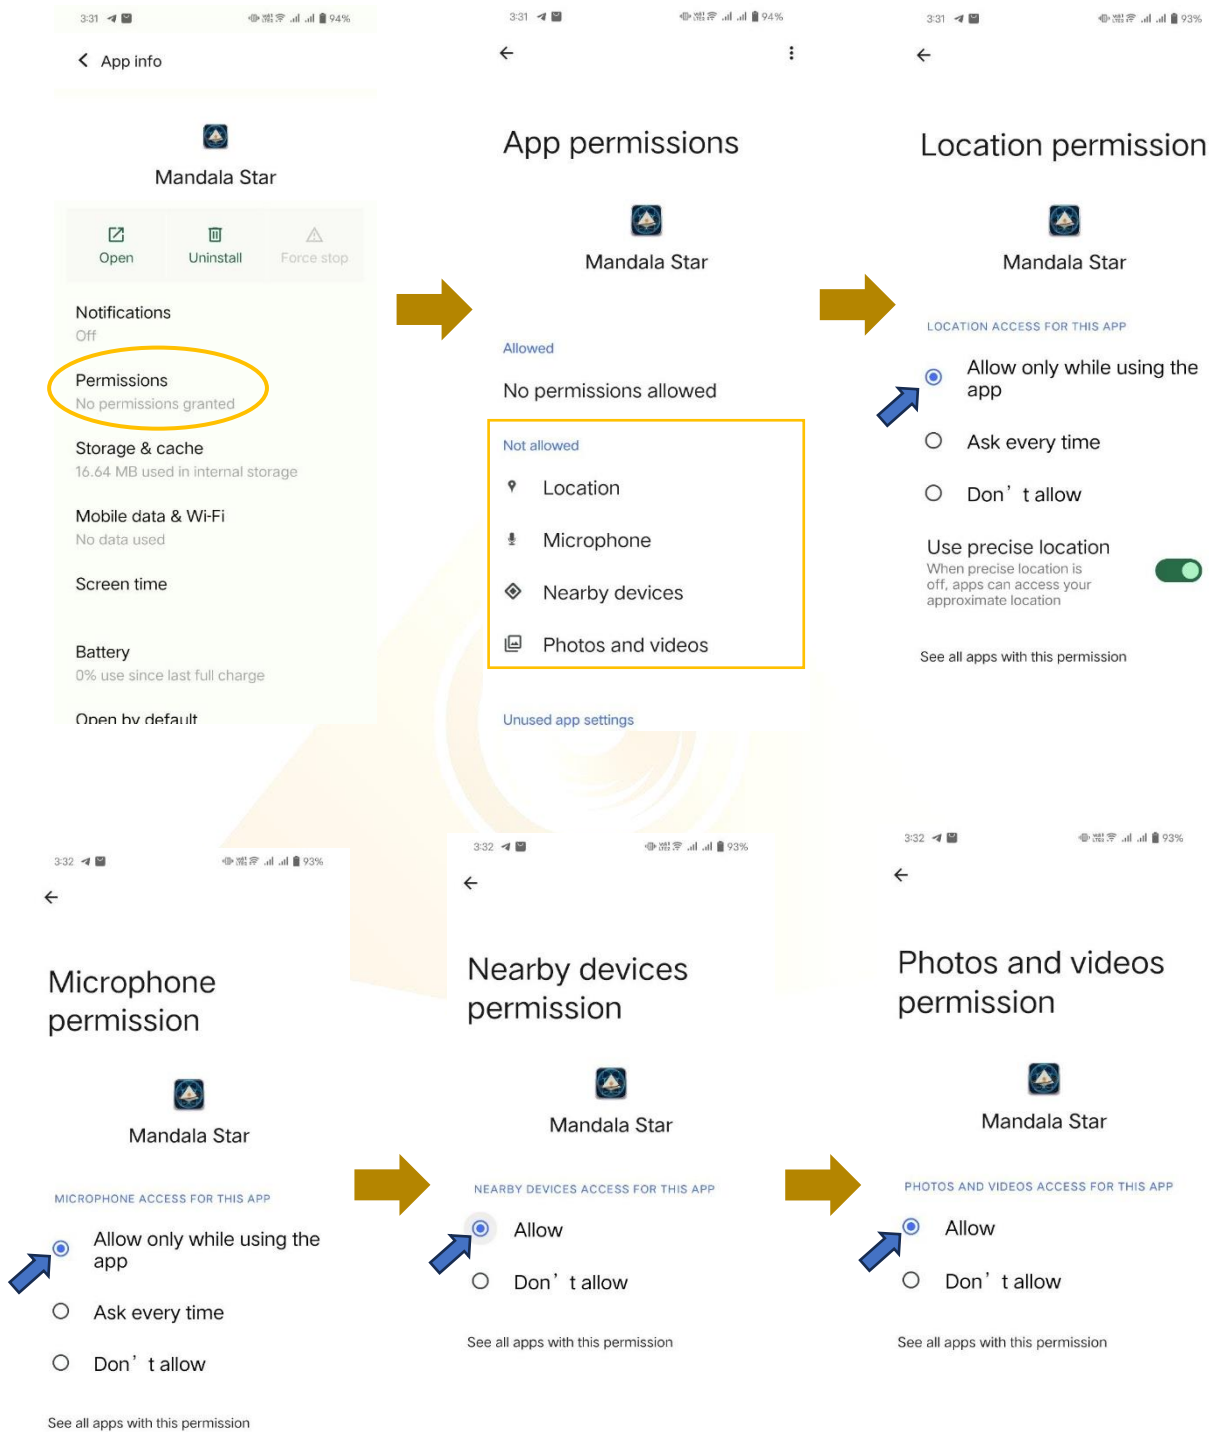 3:31
94%
App info
Mandala Star
Open
Uninstall
Force stop
Notifications
Off
Permissions
No permissions granted
Storage & cache
16.64 MB used in internal storage
Mobile data & Wi-Fi
No data used
Screen time
Battery
0% use since last full charge
Open by default
3:31
94%
App permissions
Mandala Star
Allowed
No permissions allowed
Not allowed
Location
Microphone
Nearby devices
Photos and videos
Unused app settings
3:31
93%
Location permission
Mandala Star
LOCATION ACCESS FOR THIS APP
Allow only while using the
app
Ask every time
Don’t allow
Use precise location
When precise location is
off, apps can access your
approximate location
See all apps with this permission
3:32
93%
Microphone
permission
Mandala Star
MICROPHONE ACCESS FOR THIS APP
Allow only while using the
app
Ask every time
Don’t allow
See all apps with this permission
3:32
93%
Nearby devices
permission
Mandala Star
NEARBY DEVICES ACCESS FOR THIS APP
Allow
Don’t allow
See all apps with this permission
3:32
93%
Photos and videos
permission
Mandala Star
PHOTOS AND VIDEOS ACCESS FOR THIS APP
Allow
Don’t allow
See all apps with this permission